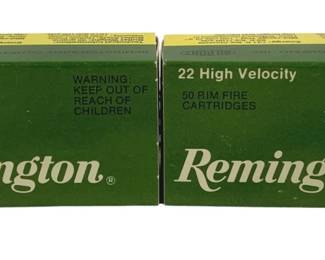 WARNING:
KEEP OUT OF
REACH OF
CHILDREN
ngton®
22 High Velocity
50 RIM FIRE
CARTRIDGES
Reming